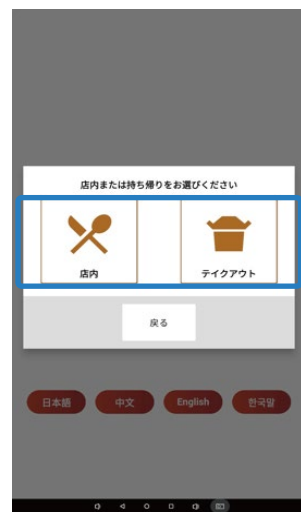 店内または持ち帰りをお選びください
店内
テイクアウト
戻る
日本語
中文
English
한국말